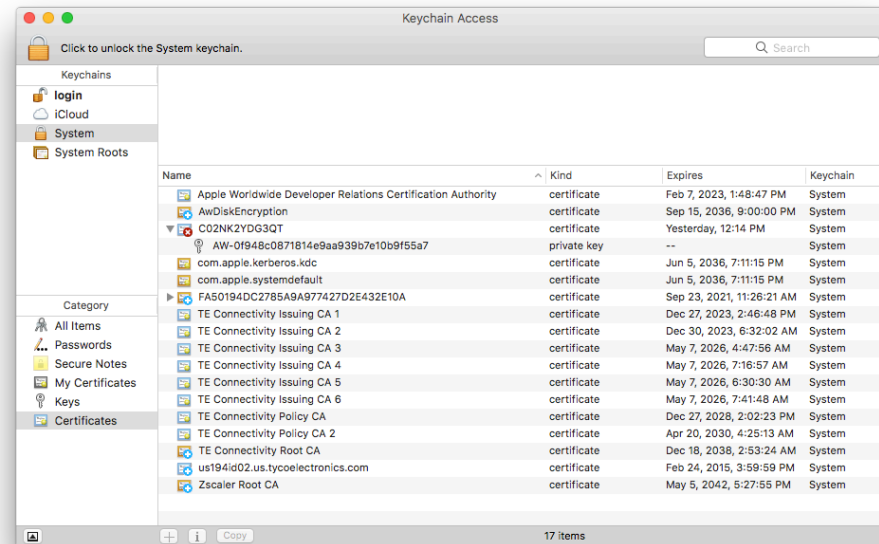 Keychain Access
Click to unlock the System keychain.
Search
Keychains
login
iCloud
System
System Roots
Name Kind Expires Keychain
Apple Worldwide Developer Relations Certification Authority certificate Feb 7, 2023, 1:48:47 PM System
AwDiskEncryption certificate Sep 15, 2036, 9:00:00 PM System
C02NK2YDG3QT certificate Yesterday, 12:14 PM System
AW-0f948c0871814e9aa939b7e10b9f55a7 private key -- System
com.apple.kerberos.kdc certificate Jun 5, 2036, 7:11:15 PM System
com.apple.systemdefault certificate Jun 5, 2036, 7:11:15 PM System
FA50194DC2785A9A977427D2E432E10A certificate Sep 23, 2021, 11:26:21 AM System
TE Connectivity Issuing CA 1 certificate Dec 27, 2023, 2:46:48 PM System
TE Connectivity Issuing CA 2 certificate Dec 30, 2023, 6:32:02 AM System
TE Connectivity Issuing CA 3 certificate May 7, 2026, 4:47:56 AM System
TE Connectivity Issuing CA 4 certificate May 7, 2026, 7:16:57 AM System
TE Connectivity Issuing CA 5 certificate May 7, 2026, 6:30:30 AM System
TE Connectivity Issuing CA 6 certificate May 7, 2026, 7:41:48 AM System
TE Connectivity Policy CA certificate Dec 27, 2028, 2:02:23 PM System
TE Connectivity Policy CA 2 certificate Apr 20, 2030, 4:25:13 AM System
TE Connectivity Root CA certificate Dec 18, 2038, 2:53:24 AM System
us194id02.us.tycoelectronics.com certificate Feb 24, 2015, 3:59:59 PM System
Zscaler Root CA certificate May 5, 2042, 5:27:55 PM System
Category
All Items
Passwords
Secure Notes
My Certificates
Keys
Certificates
Copy
17 items